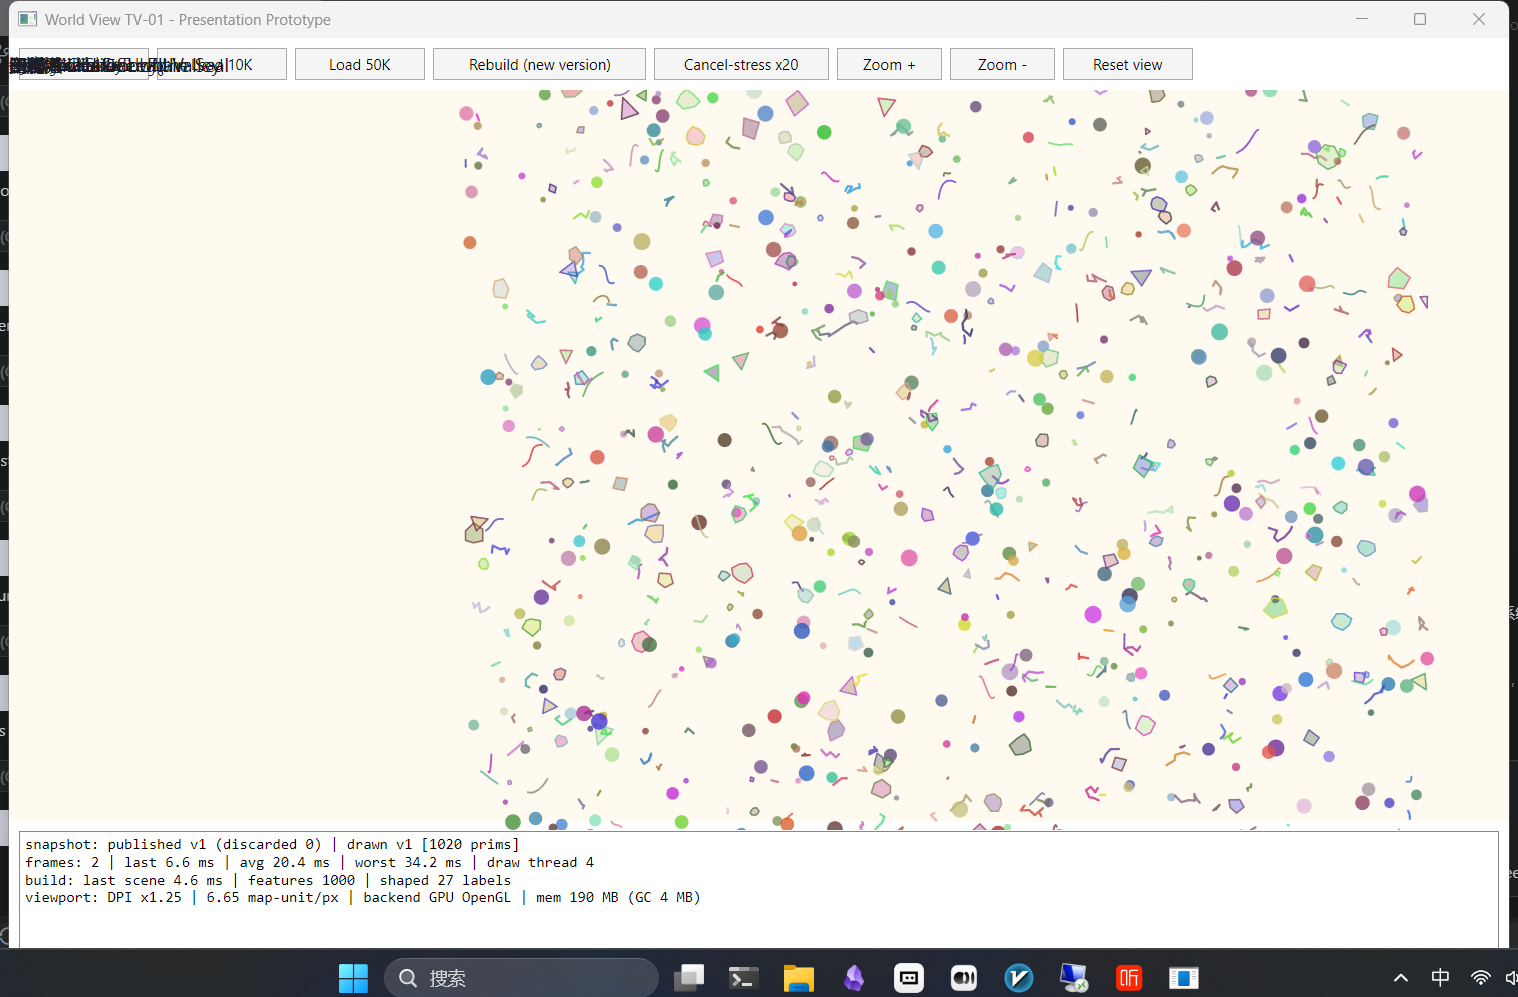 World View TV-01 - Presentation Prototype
10K
Load 50K
Rebuild (new version)
Cancel-stress x20
Zoom +
Zoom -
Reset view
snapshot: published v1 (discarded 0) | drawn v1 [1020 prims]
frames: 2 | last 6.6 ms | avg 20.4 ms | worst 34.2 ms | draw thread 4
build: last scene 4.6 ms | features 1000 | shaped 27 labels
viewport: DPI x1.25 | 6.65 map-unit/px | backend GPU OpenGL | mem 190 MB (GC 4 MB)
搜索
听
中